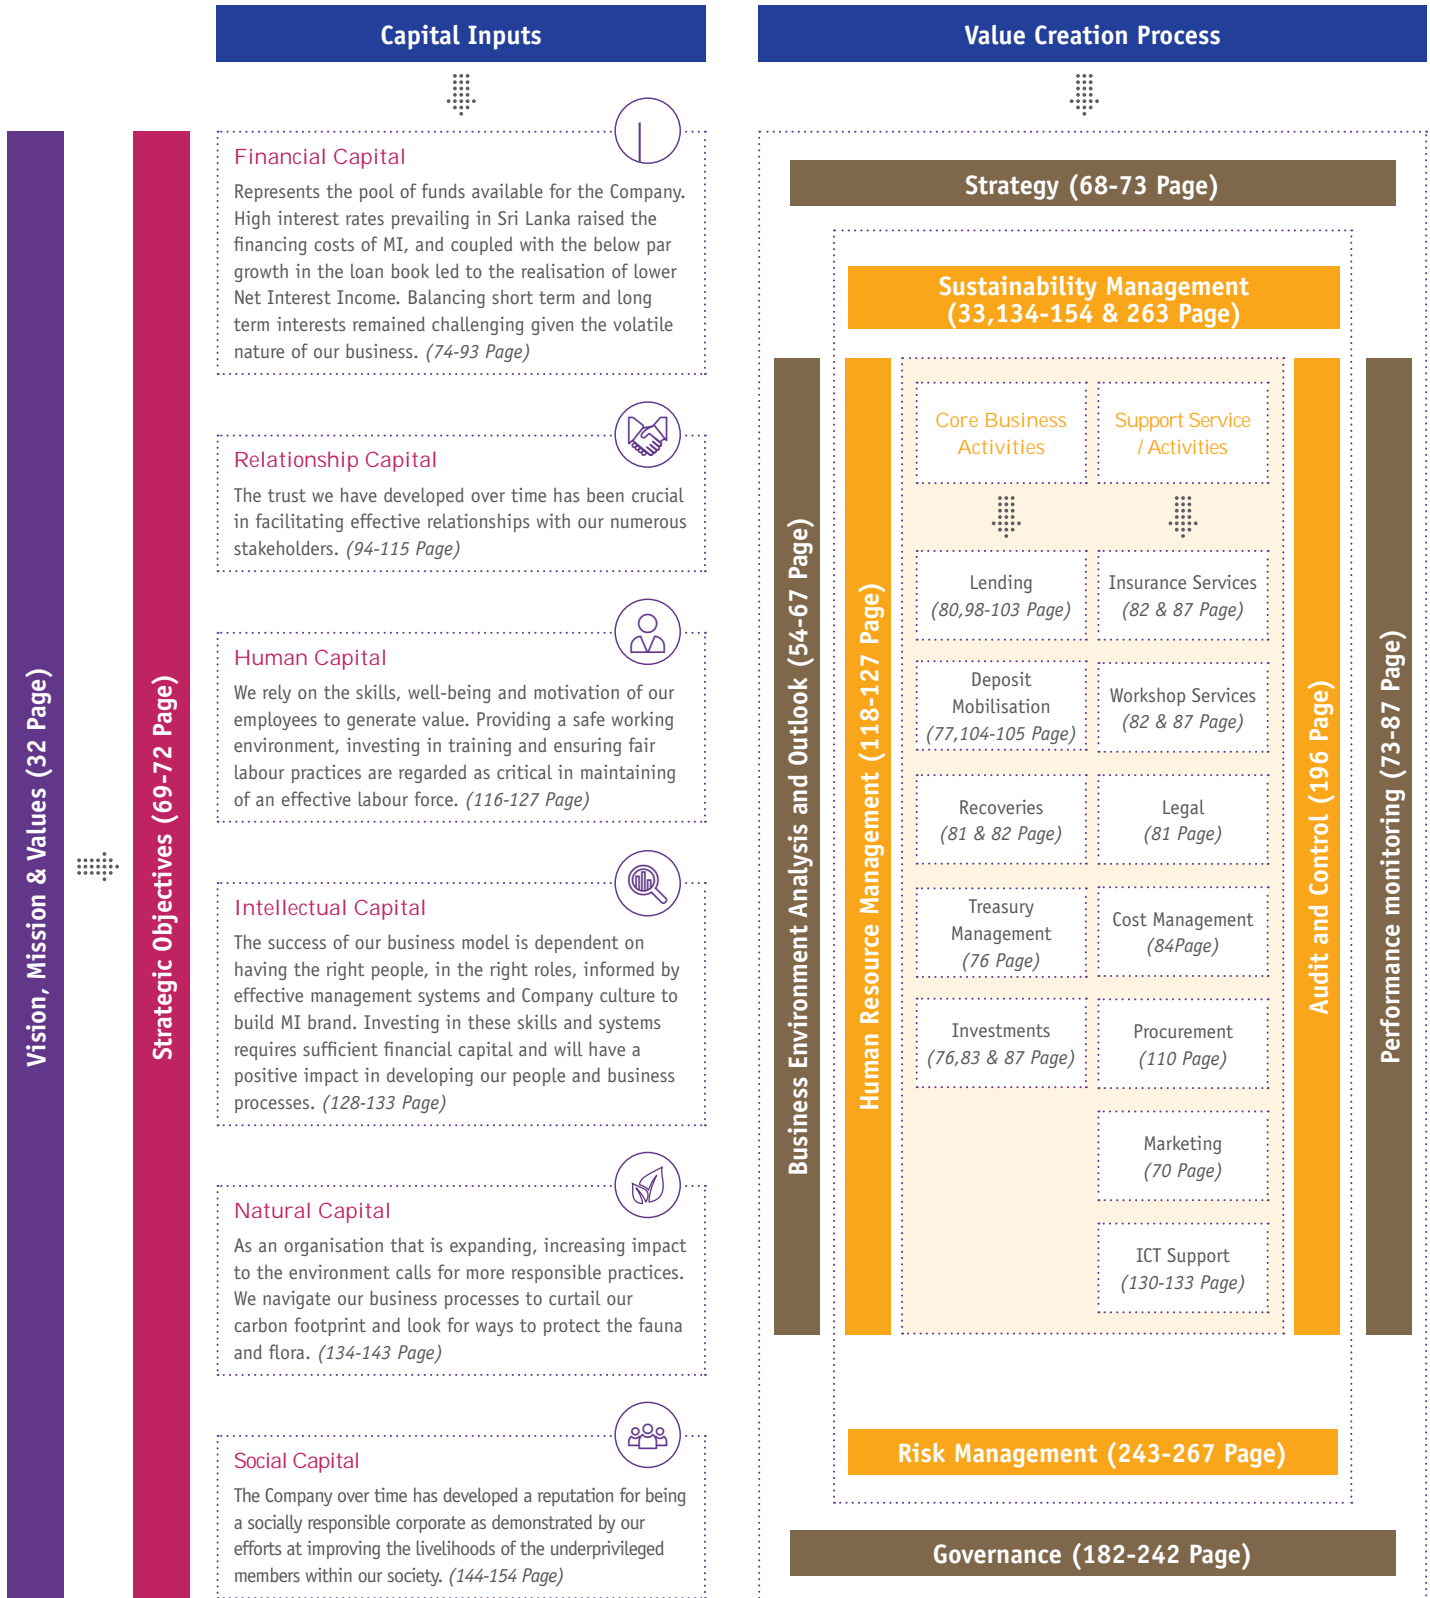 Capital Inputs
Value Creation Process
Vision, Mission & Values (32 Page)
Strategic Objectives (69-72 Page)
Financial Capital
Represents the pool of funds available for the Company.
High interest rates prevailing in Sri Lanka raised the
financing costs of MI, and coupled with the below par
growth in the loan book led to the realisation of lower
Net Interest Income. Balancing short term and long
term interests remained challenging given the volatile
nature of our business. (74-93 Page)
Relationship Capital
The trust we have developed over time has been crucial
in facilitating effective relationships with our numerous
stakeholders. (94-115 Page)
Human Capital
We rely on the skills, well-being and motivation of our
employees to generate value. Providing a safe working
environment, investing in training and ensuring fair
labour practices are regarded as critical in maintaining
of an effective labour force. (116-127 Page)
Intellectual Capital
The success of our business model is dependent on
having the right people, in the right roles, informed by
effective management systems and Company culture to
build MI brand. Investing in these skills and systems
requires sufficient financial capital and will have a
positive impact in developing our people and business
processes. (128-133 Page)
Natural Capital
As an organisation that is expanding, increasing impact
to the environment calls for more responsible practices.
We navigate our business processes to curtail our
carbon footprint and look for ways to protect the fauna
and flora. (134-143 Page)
Social Capital
The Company over time has developed a reputation for being
a socially responsible corporate as demonstrated by our
efforts at improving the livelihoods of the underprivileged
members within our society. (144-154 Page)
Strategy (68-73 Page)
Sustainability Management
(33,134-154 & 263 Page)
Business Environment Analysis and Outlook (54-67 Page)
Human Resource Management (118-127 Page)
Core Business
Activities
Lending
(80,98-103 Page)
Deposit
Mobilisation
(77,104-105 Page)
Recoveries
(81 & 82 Page)
Treasury
Management
(76 Page)
Investments
(76,83 & 87 Page)
Support Service
/ Activities
Insurance Services
(82 & 87 Page)
Workshop Services
(82 & 87 Page)
Legal
(81 Page)
Cost Management
(84Page)
Procurement
(110 Page)
Marketing
(70 Page)
ICT Support
(130-133 Page)
Audit and Control (196 Page)
Performance monitoring (73-87 Page)
Risk Management (243-267 Page)
Governance (182-242 Page)